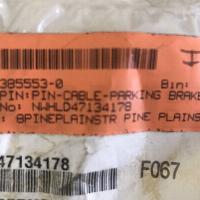 385553-0 Bin:
PIN:PIN-CABLE-PARKING BRAKE
No: NWHLD47134178
: 8PINEPLAINSTR PINE PLAINS
47134178 F067